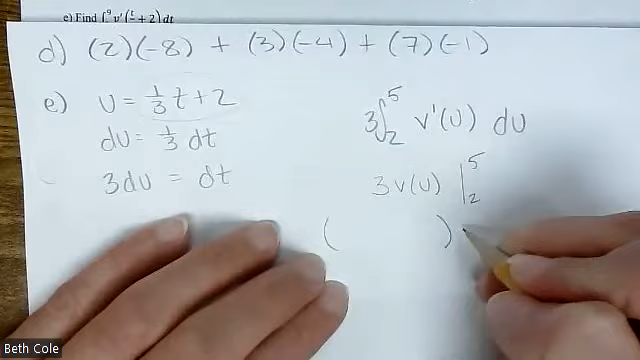 e) Find ∫₀⁹ v'(t/3 + 2) dt
d) (2)(-8) + (3)(-4) + (7)(-1)
e) U = 1/3 t + 2
du = 1/3 dt
3du = dt
3∫₂⁵ v'(U) dU
3v(U) |₂⁵
( )
Beth Cole